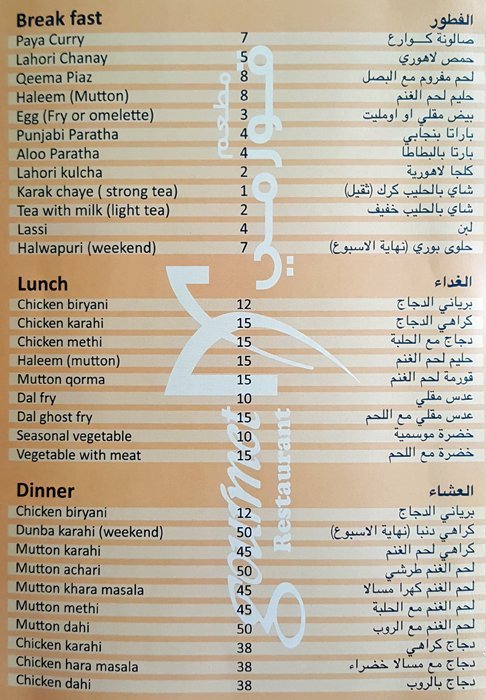 Break fast الفطور
Paya Curry 7 صالونة كـوارع
Lahori Chanay 5 حمص لاهوري
Qeema Piaz 8 لحم مفروم مع البصل
Haleem (Mutton) 8 حليم لحم الغنم
Egg (Fry or omelette) 3 بيض مقلي او اومليت
Punjabi Paratha 4 باراتا بنجابي
Aloo Paratha 4 بارتا بالبطاطا
Lahori kulcha 2 كلجا لاهورية
Karak chaye ( strong tea) 1 شاي بالحليب كرك (ثقيل)
Tea with milk (light tea) 2 شاي بالحليب خفيف
Lassi 4 لبن
Halwapuri (weekend) 7 حلوى بوري (نهاية الاسبوع)
مطعم
قورمي
Lunch الغداء
Chicken biryani 12 برياني الدجاج
Chicken karahi 15 كراهي الدجاج
Chicken methi 15 دجاج مع الحلبة
Haleem (mutton) 15 حليم لحم الغنم
Mutton qorma 15 قورمة لحم الغنم
Dal fry 10 عدس مقلي
Dal ghost fry 15 عدس مقلي مع اللحم
Seasonal vegetable 10 خضرة موسمية
Vegetable with meat 15 خضرة مع اللحم
gourmet
Restaurant
Dinner العشاء
Chicken biryani 12 برياني الدجاج
Dunba karahi (weekend) 50 كراهي دنبا (نهاية الاسبوع)
Mutton karahi 45 كراهي لحم الغنم
Mutton achari 50 لحم الغنم طرشي
Mutton khara masala 45 لحم الغنم كهرا مسالا
Mutton methi 45 لحم الغنم مع الحلبة
Mutton dahi 50 لحم الغنم مع الروب
Chicken karahi 38 دجاج كراهي
Chicken hara masala 38 دجاج مع مسالا خضراء
Chicken dahi 38 دجاج بالروب